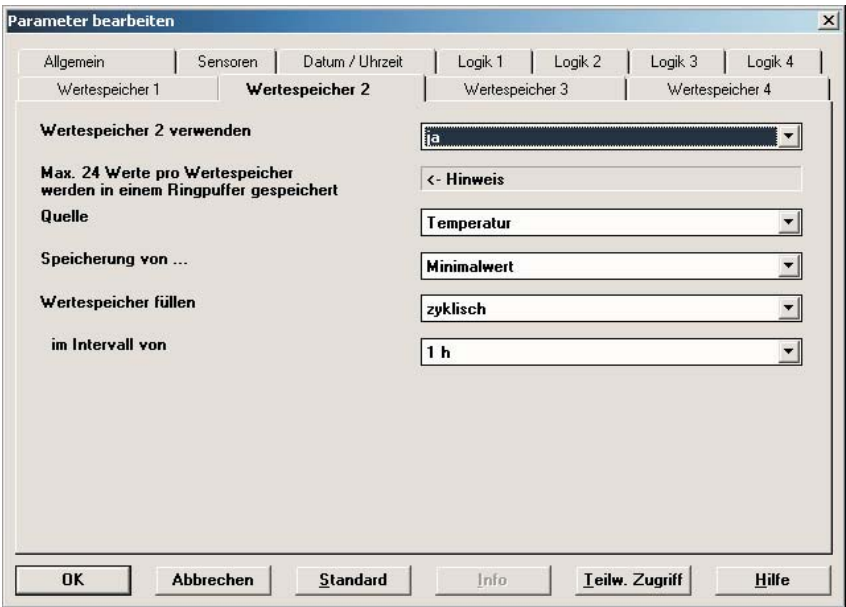 Parameter bearbeiten
Allgemein Sensoren Datum / Uhrzeit Logik 1 Logik 2 Logik 3 Logik 4
Wertespeicher 1 Wertespeicher 2 Wertespeicher 3 Wertespeicher 4
Wertespeicher 2 verwenden ja
Max. 24 Werte pro Wertespeicher
werden in einem Ringpuffer gespeichert <- Hinweis
Quelle Temperatur
Speicherung von ... Minimalwert
Wertespeicher füllen zyklisch
im Intervall von 1 h
OK Abbrechen Standard Info Teilw. Zugriff Hilfe